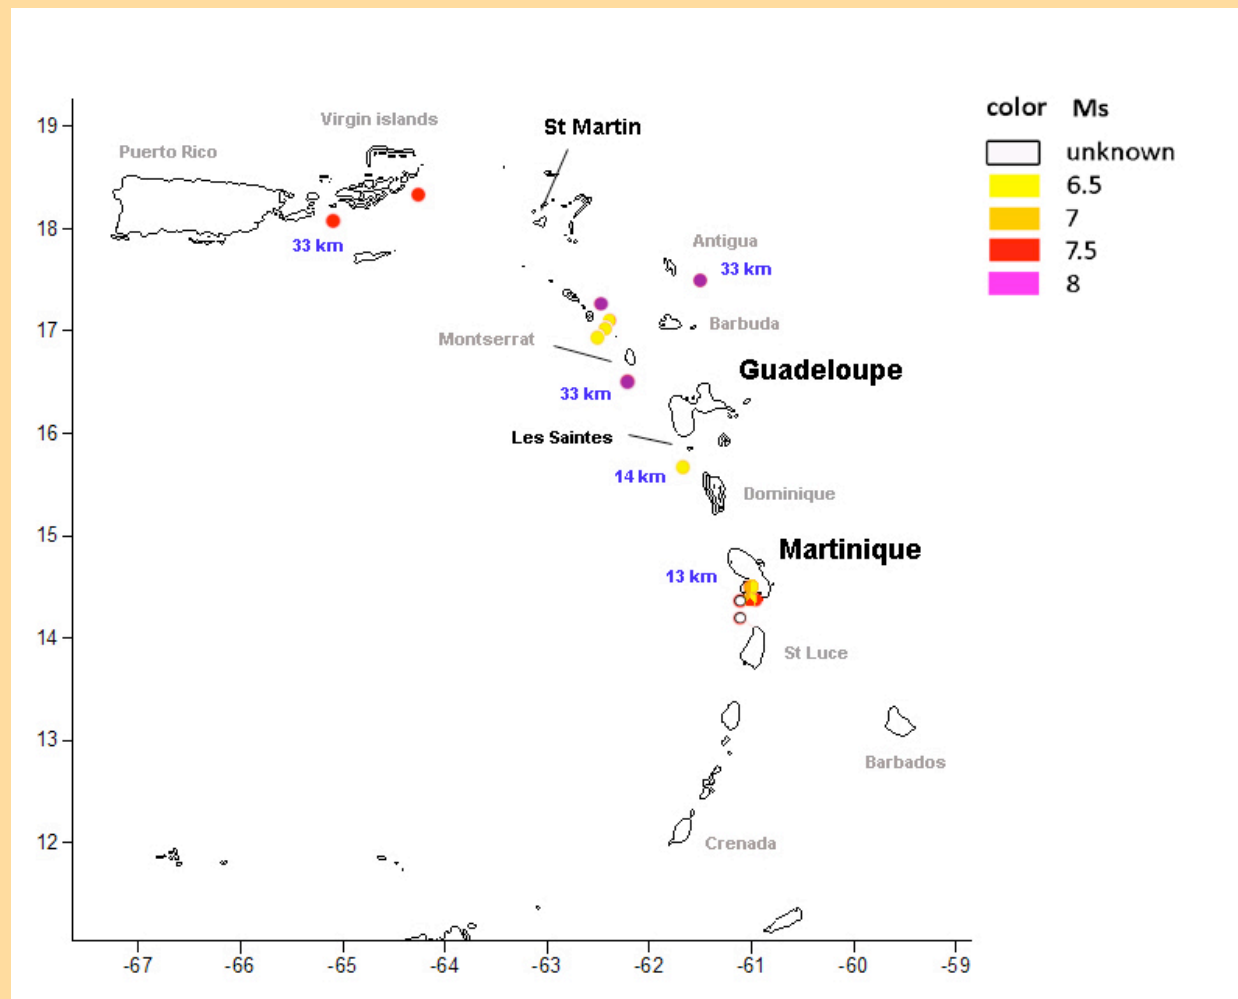 color Ms
unknown
6.5
7
7.5
8
19
18
17
16
15
14
13
12
Virgin islands
Puerto Rico
St Martin
33 km
Antigua
33 km
Montserrat
Barbuda
Guadeloupe
33 km
Les Saintes
14 km
Dominique
Martinique
13 km
St Luce
Barbados
Crenada
-67
-66
-65
-64
-63
-62
-61
-60
-59